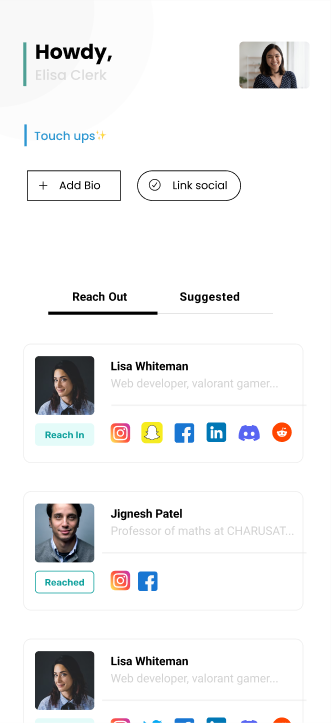 Howdy,
Elisa Clerk
Touch ups✨
+ Add Bio
Link social
Reach Out
Suggested
Lisa Whiteman
Web developer, valorant gamer...
Reach In
Jignesh Patel
Professor of maths at CHARUSAT...
Reached
Lisa Whiteman
Web developer, valorant gamer...